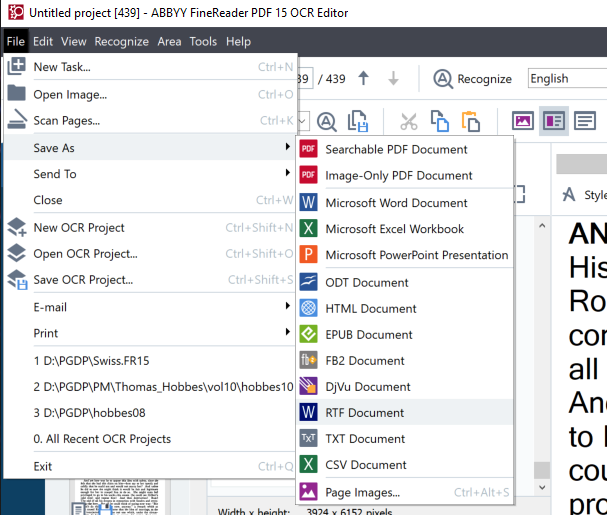 Untitled project [439] - ABBYY FineReader PDF 15 OCR Editor
File Edit View Recognize Area Tools Help
New Task... Ctrl+N
39 / 439 Recognize English
Open Image... Ctrl+O
Scan Pages... Ctrl+K
Save As
Searchable PDF Document
Send To
Image-Only PDF Document
Close Ctrl+W
Microsoft Word Document
New OCR Project Ctrl+Shift+N
Microsoft Excel Workbook
Open OCR Project... Ctrl+Shift+O
Microsoft PowerPoint Presentation
Save OCR Project... Ctrl+Shift+S
ODT Document
E-mail
HTML Document
Print
EPUB Document
1 D:\PGDP\Swiss.FR15
FB2 Document
2 D:\PGDP\PM\Thomas_Hobbes\vol10\hobbes10
DjVu Document
3 D:\PGDP\hobbes08
RTF Document
0. All Recent OCR Projects
TXT Document
Exit Ctrl+Q
CSV Document
Page Images... Ctrl+Alt+S
Style
AN
His
Ro
con
all
And
to
cou
pro
Width x height: 3924 x 6152 pixels